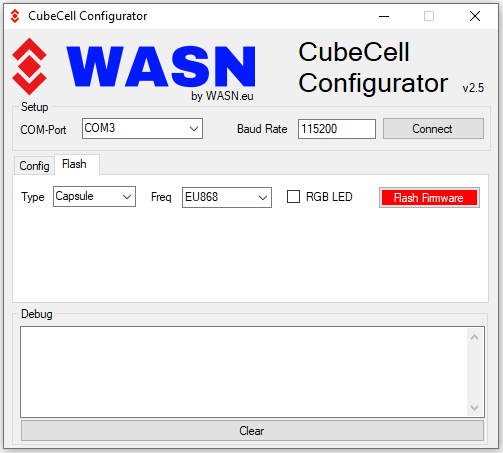 CubeCell Configurator
WASN
by WASN.eu
CubeCell
Configurator v2.5
Setup
COM-Port COM3 Baud Rate 115200 Connect
Config Flash
Type Capsule Freq EU868 RGB LED Flash Firmware
Debug
Clear